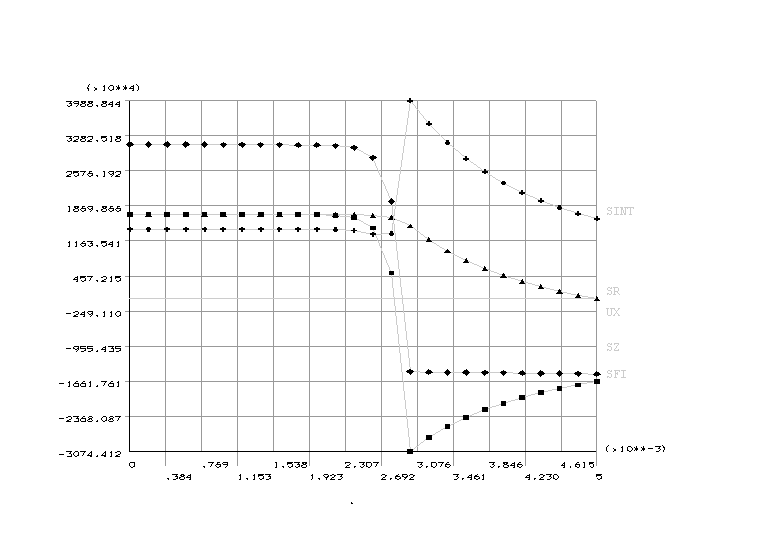 (x10**4)
3988.844
3282.518
2576.192
1869.866
1163.541
457.215
-249.110
-955.435
-1661.761
-2368.087
-3074.412
SINT
SR
UX
SZ
SFI
(x10**-3)
0 .769 1.538 2.307 3.076 3.846 4.615
.384 1.153 1.923 2.692 3.461 4.230 5